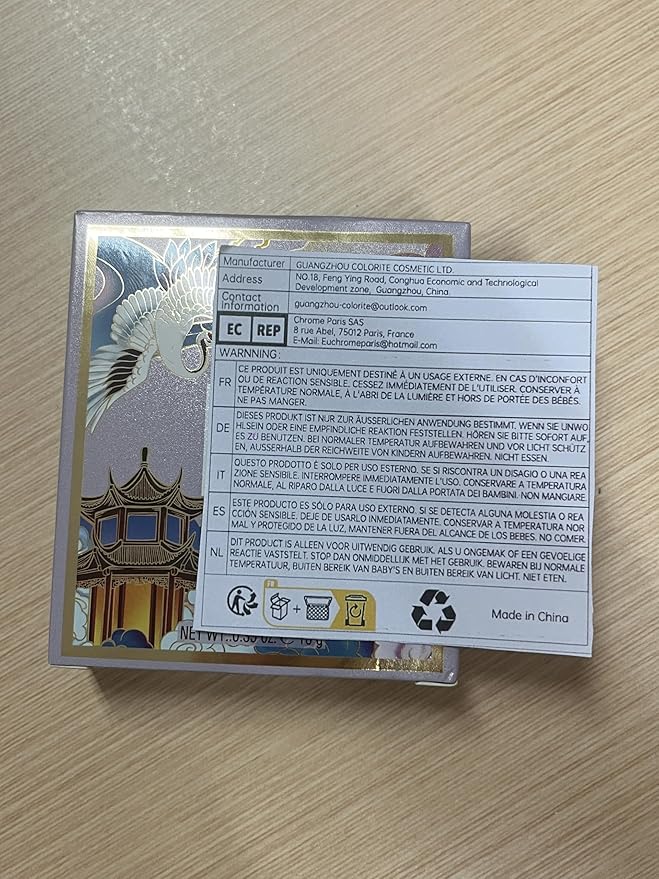 Manufacturer GUANGZHOU COLORITE COSMETIC LTD.
Address NO.18, Feng Ying Road, Conghua Economic and Technological
Development zone, Guangzhou, China.
Contact
Information guangzhou-colorite@outlook.com
EC REP Chrome Paris SAS
8 rue Abel, 75012 Paris, France
E-Mail: Euchromeparis@hotmail.com
WARNNING:
FR CE PRODUIT EST UNIQUEMENT DESTINÉ À UN USAGE EXTERNE. EN CAS D'INCONFORT
OU DE REACTION SENSIBLE. CESSEZ IMMÉDIATEMENT DE L'UTILISER. CONSERVER À
TEMPÉRATURE NORMALE, À L'ABRI DE LA LUMIÈRE ET HORS DE PORTÉE DES BÉBÉS.
NE PAS MANGER.
DE DIESES PRODUKT IST NUR ZUR ÄUSSERLICHEN ANWENDUNG BESTIMMT. WENN SIE UNWO
HLSEIN ODER EINE EMPFINDLICHE REAKTION FESTSTELLEN. HÖREN SIE BITTE SOFORT AUF,
ES ZU BENUTZEN. BEI NORMALER TEMPERATUR AUFBEWAHREN UND VOR LICHT SCHÜTZ
EN, AUSSERHALB DER REICHWEITE VON KINDERN AUFBEWAHREN. NICHT ESSEN.
IT QUESTO PRODOTTO È SOLO PER USO ESTERNO. SE SI RISCONTRA UN DISAGIO O UNA REA
ZIONE SENSIBILE. INTERROMPERE IMMEDIATAMENTE L'USO. CONSERVARE A TEMPERATURA
NORMALE, AL RIPARO DALLA LUCE E FUORI DALLA PORTATA DEI BAMBINI. NON MANGIARE.
ES ESTE PRODUCTO ES SÓLO PARA USO EXTERNO. SI SE DETECTA ALGUNA MOLESTIA O REA
CCIÓN SENSIBLE. DEJE DE USARLO INMEDIATAMENTE. CONSERVAR A TEMPERATURA NOR
MAL Y PROTEGIDO DE LA LUZ, MANTENER FUERA DEL ALCANCE DE LOS BEBES. NO COMER.
NL DIT PRODUCT IS ALLEEN VOOR UITWENDIG GEBRUIK. ALS U ONGEMAK OF EEN GEVOELIGE
REACTIE VASTSTELT. STOP DAN ONMIDDELLIJK MET HET GEBRUIK. BEWAREN BIJ NORMALE
TEMPERATUUR, BUITEN BEREIK VAN BABY'S EN BUITEN BEREIK VAN LICHT. NIET ETEN.
FR
Made in China